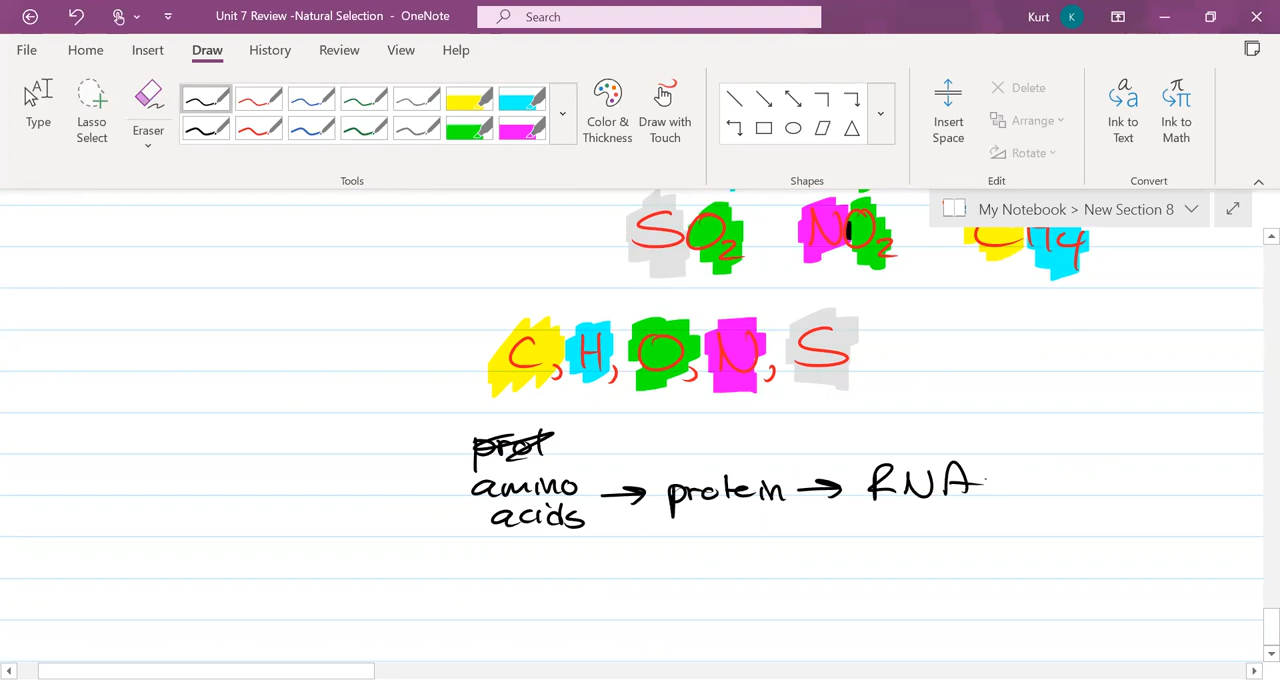 Unit 7 Review -Natural Selection - OneNote
Search
Kurt
K
File Home Insert Draw History Review View Help
Type
Lasso Select
Eraser
Color & Thickness
Draw with Touch
Insert Space
Delete
Arrange
Rotate
Ink to Text
Ink to Math
Tools
Shapes
Edit
Convert
My Notebook > New Section 8
SO2 NO2 CH4
C, H, O, N, S
prot
amino acids → protein → RNA